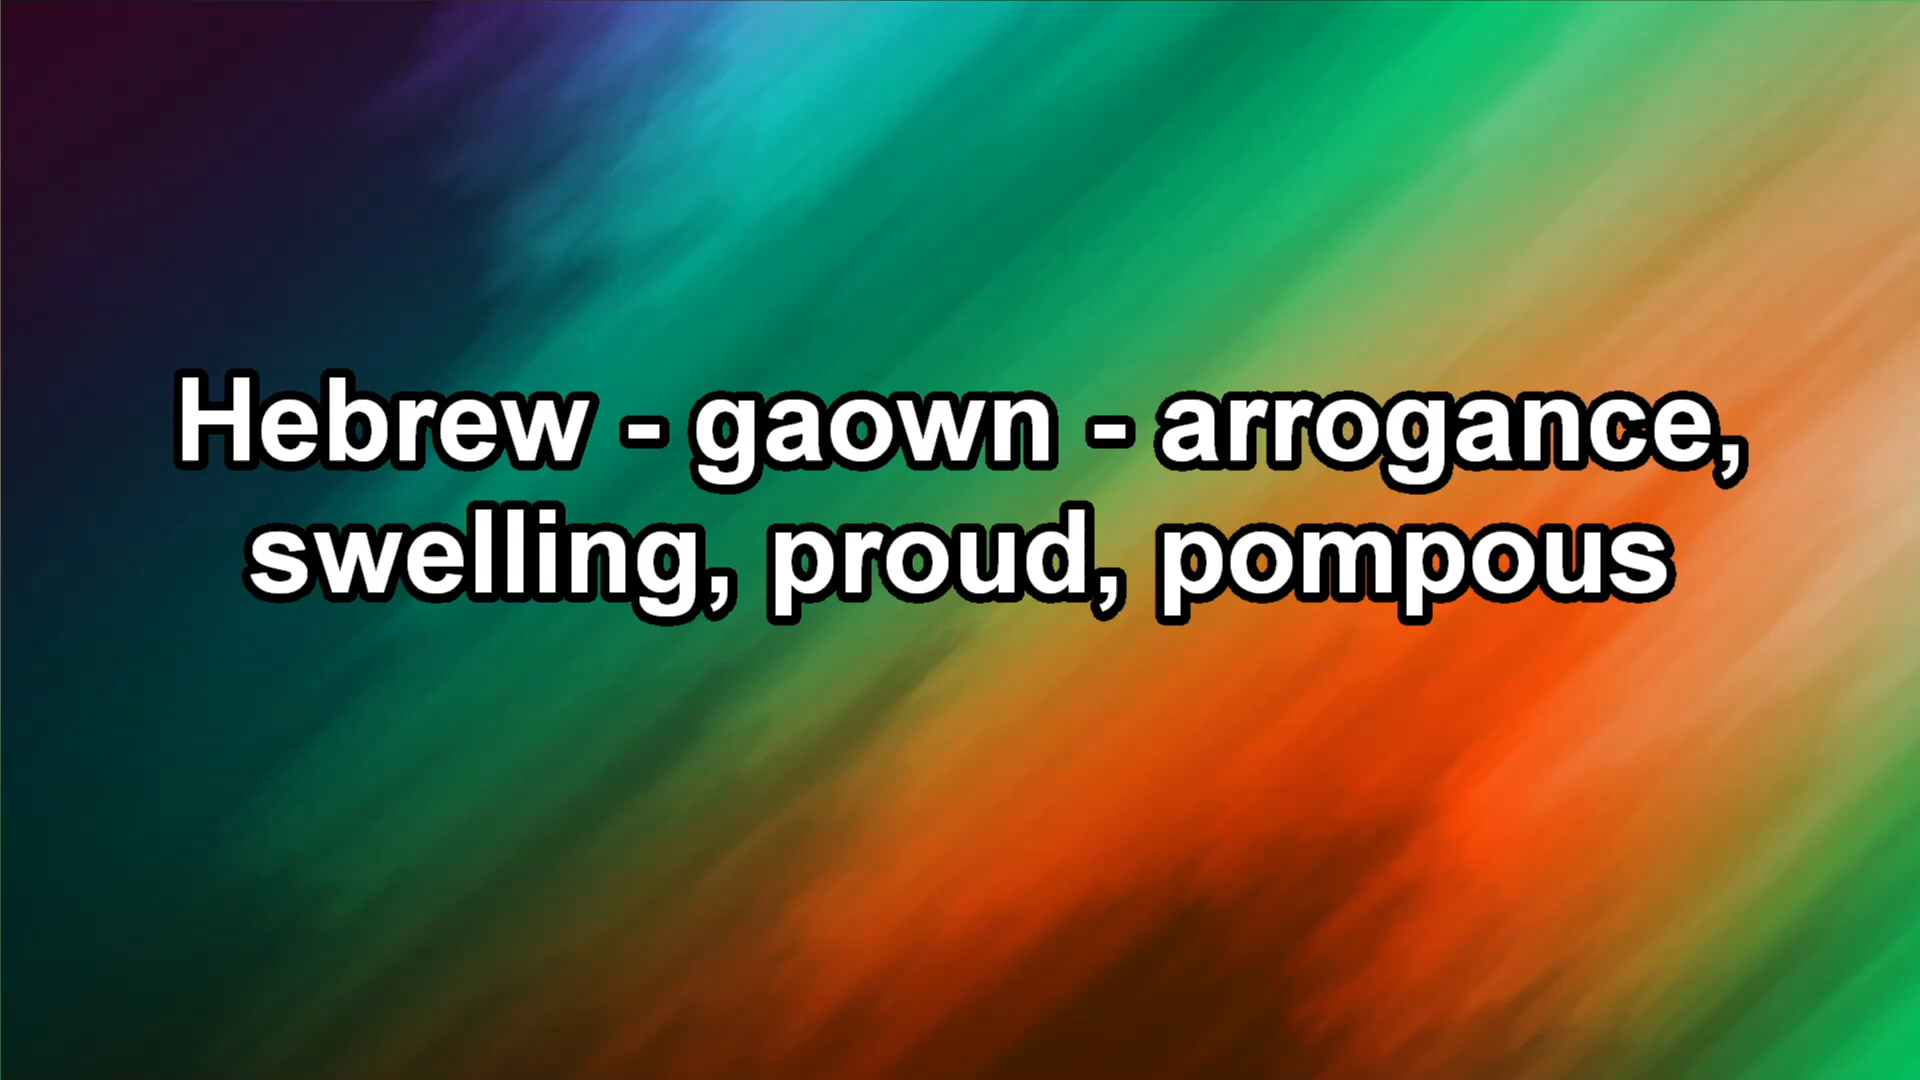 Hebrew - gaown - arrogance,
swelling, proud, pompous